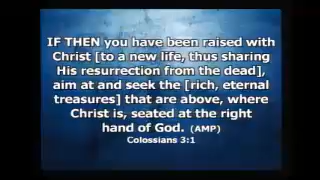 IF THEN you have been raised with
Christ [to a new life, thus sharing
His resurrection from the dead],
aim at and seek the [rich, eternal
treasures] that are above, where
Christ is, seated at the right
hand of God. (AMP)
Colossians 3:1